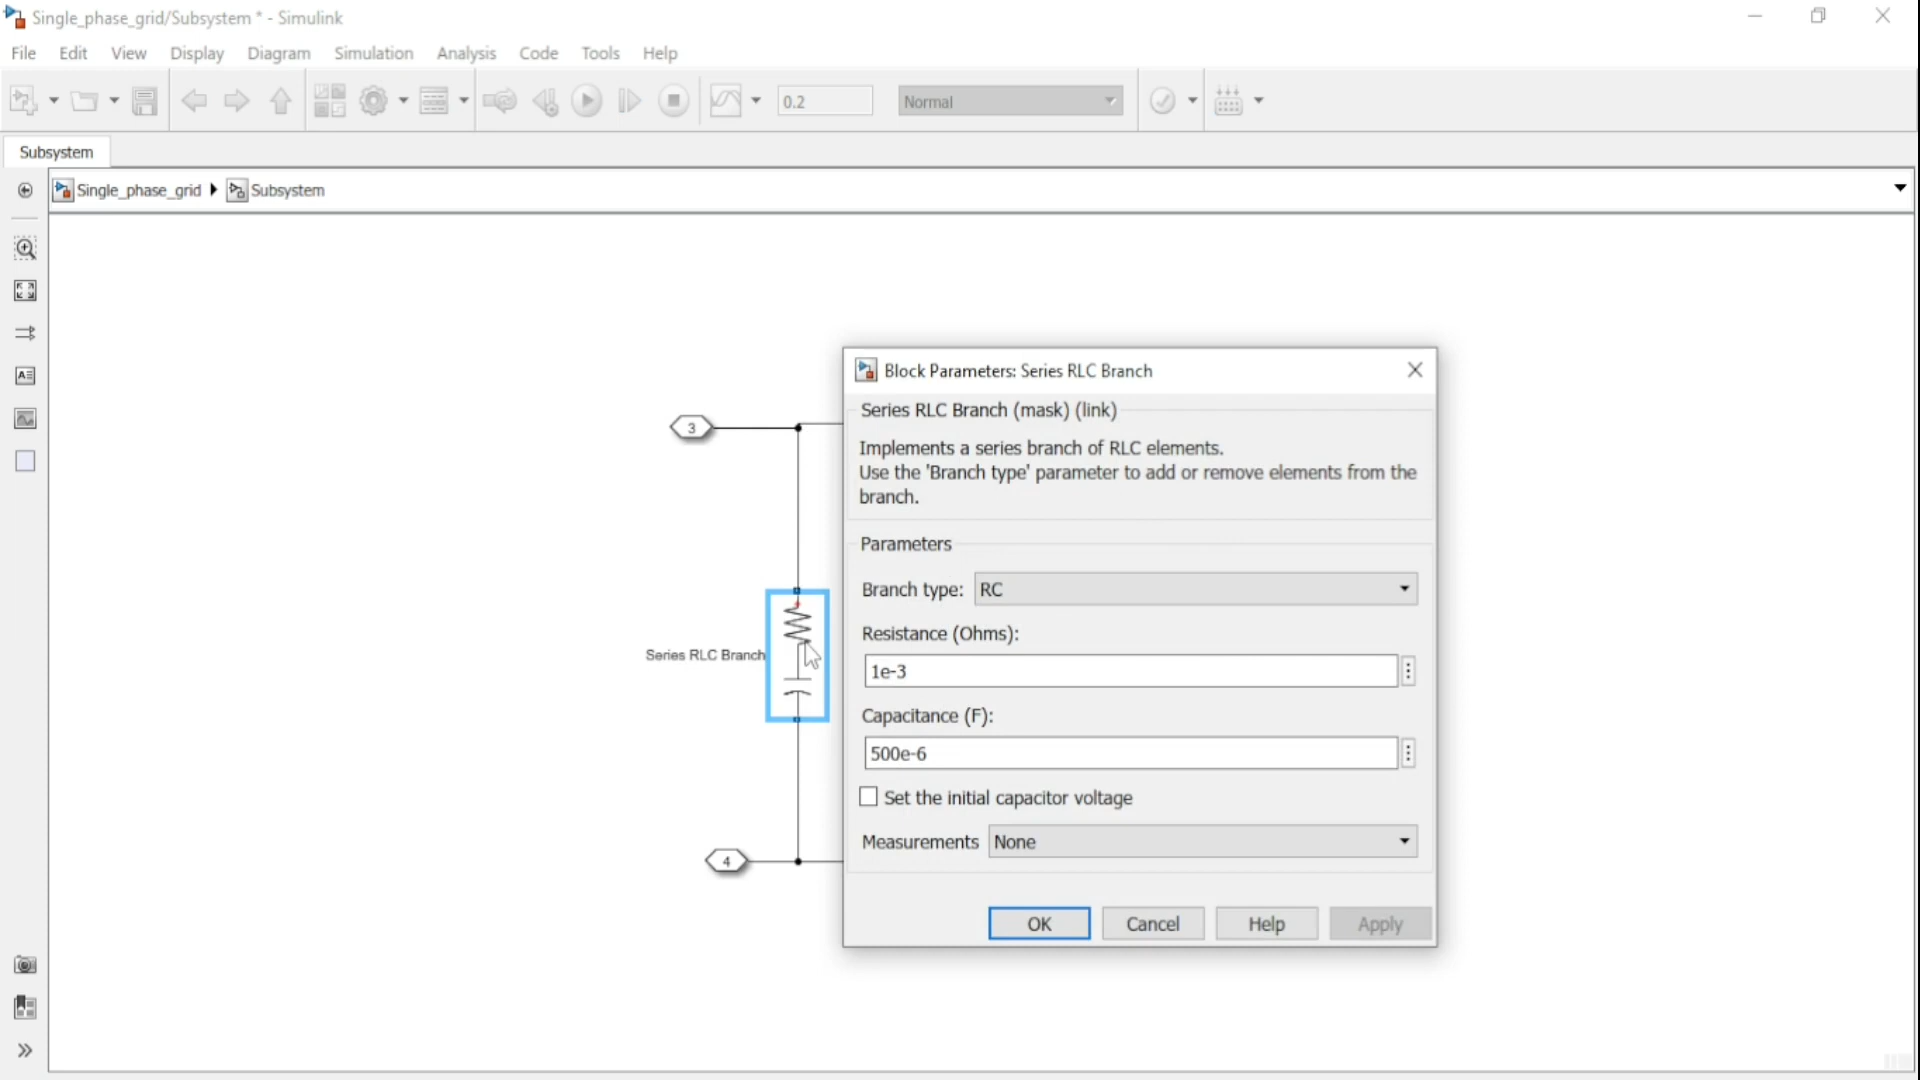 Single_phase_grid/Subsystem * - Simulink
File Edit View Display Diagram Simulation Analysis Code Tools Help
0.2 Normal
Subsystem
Single_phase_grid Subsystem
Block Parameters: Series RLC Branch
Series RLC Branch (mask) (link)
Implements a series branch of RLC elements.
Use the 'Branch type' parameter to add or remove elements from the
branch.
Parameters
Branch type: RC
Resistance (Ohms):
1e-3
Capacitance (F):
500e-6
Set the initial capacitor voltage
Measurements None
OK Cancel Help Apply
3
Series RLC Branch
4